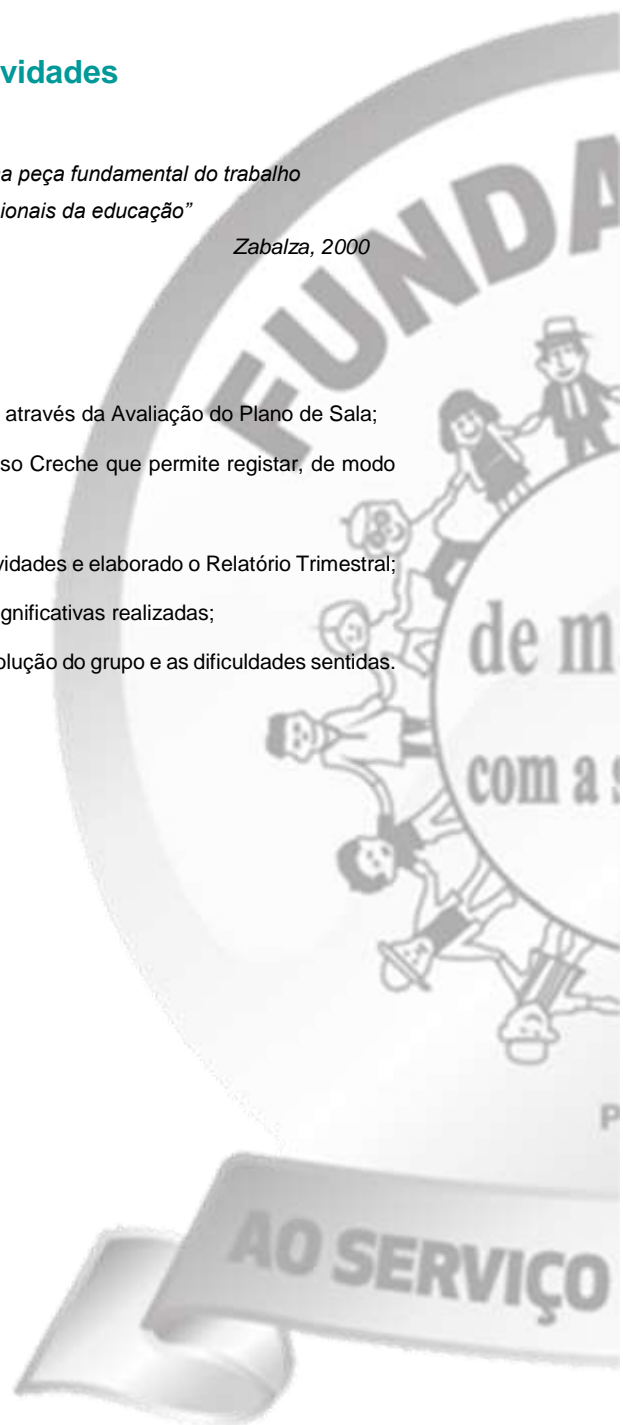 vidades
a peça fundamental do trabalho
ionais da educação”
Zabalza, 2000
através da Avaliação do Plano de Sala;
so Creche que permite registar, de modo
vidades e elaborado o Relatório Trimestral;
gnificativas realizadas;
olução do grupo e as dificuldades sentidas.
FUNDA
de m
com a s
P
AO SERVIÇO